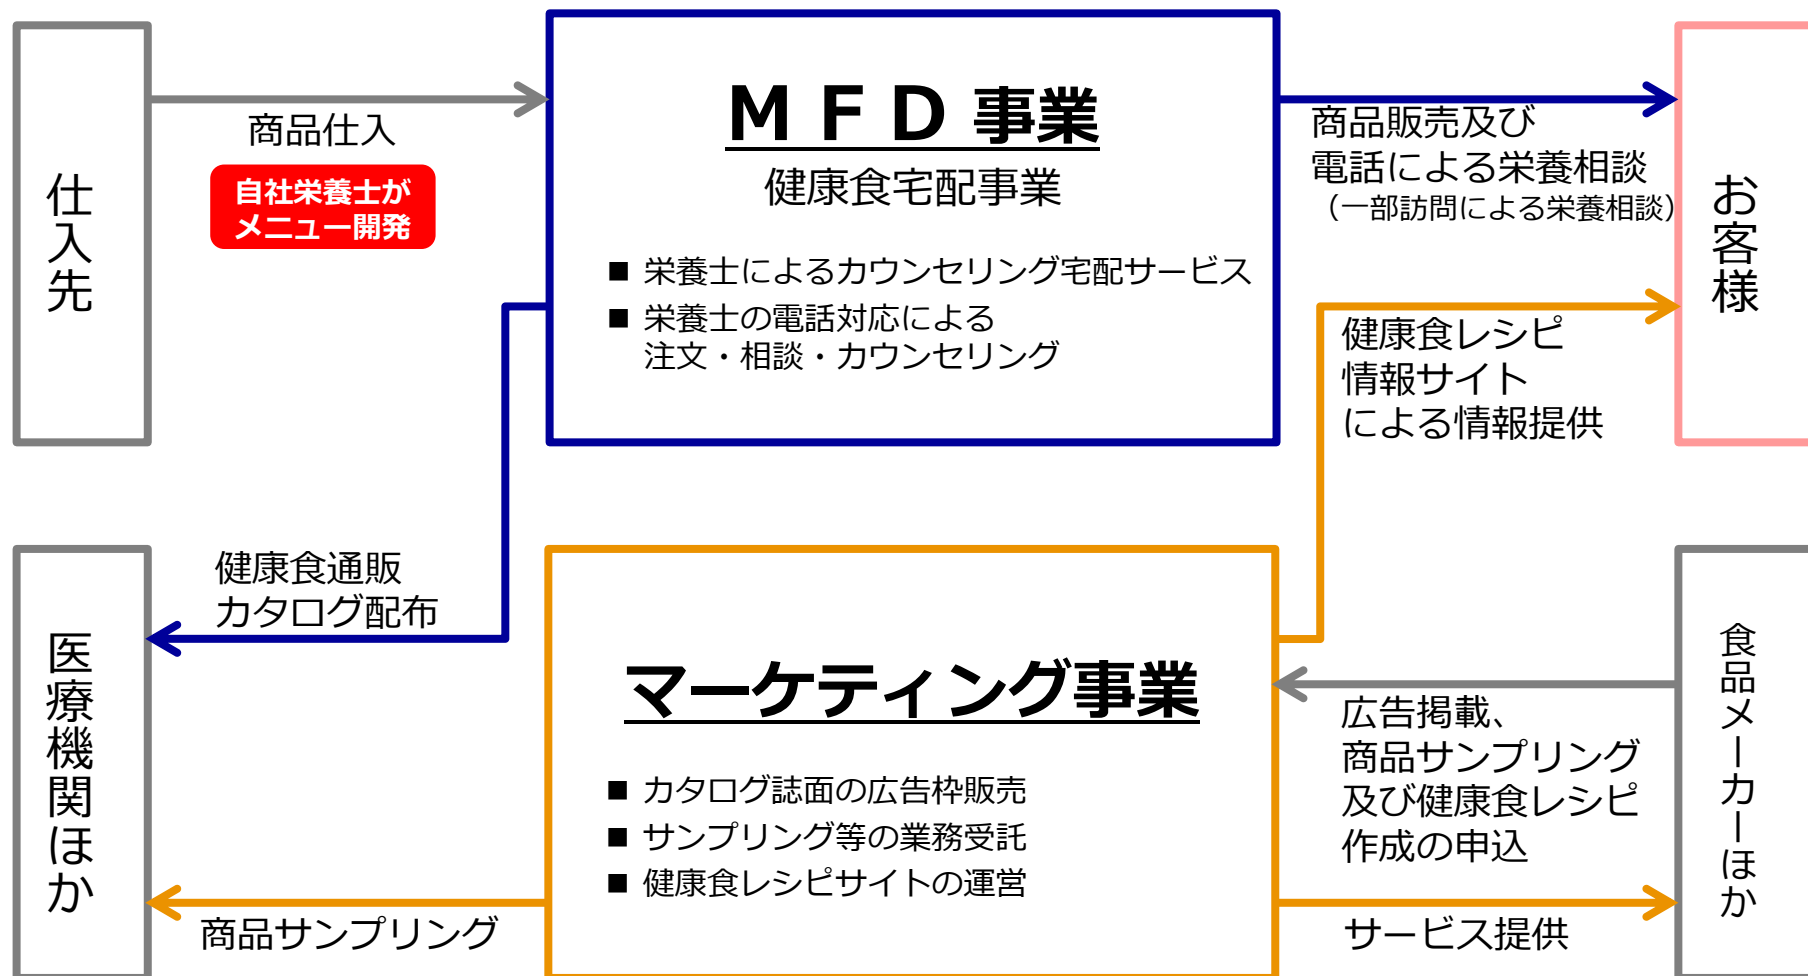 仕入先
商品仕入
自社栄養士が
メニュー開発
ＭＦＤ 事業
健康食宅配事業
■ 栄養士によるカウンセリング宅配サービス
■ 栄養士の電話対応による
注文・相談・カウンセリング
商品販売及び
電話による栄養相談
（一部訪問による栄養相談）
お客様
健康食レシピ
情報サイト
による情報提供
医療機関ほか
健康食通販
カタログ配布
商品サンプリング
マーケティング事業
■ カタログ誌面の広告枠販売
■ サンプリング等の業務受託
■ 健康食レシピサイトの運営
広告掲載、
商品サンプリング
及び健康食レシピ
作成の申込
サービス提供
食品メーカーほか